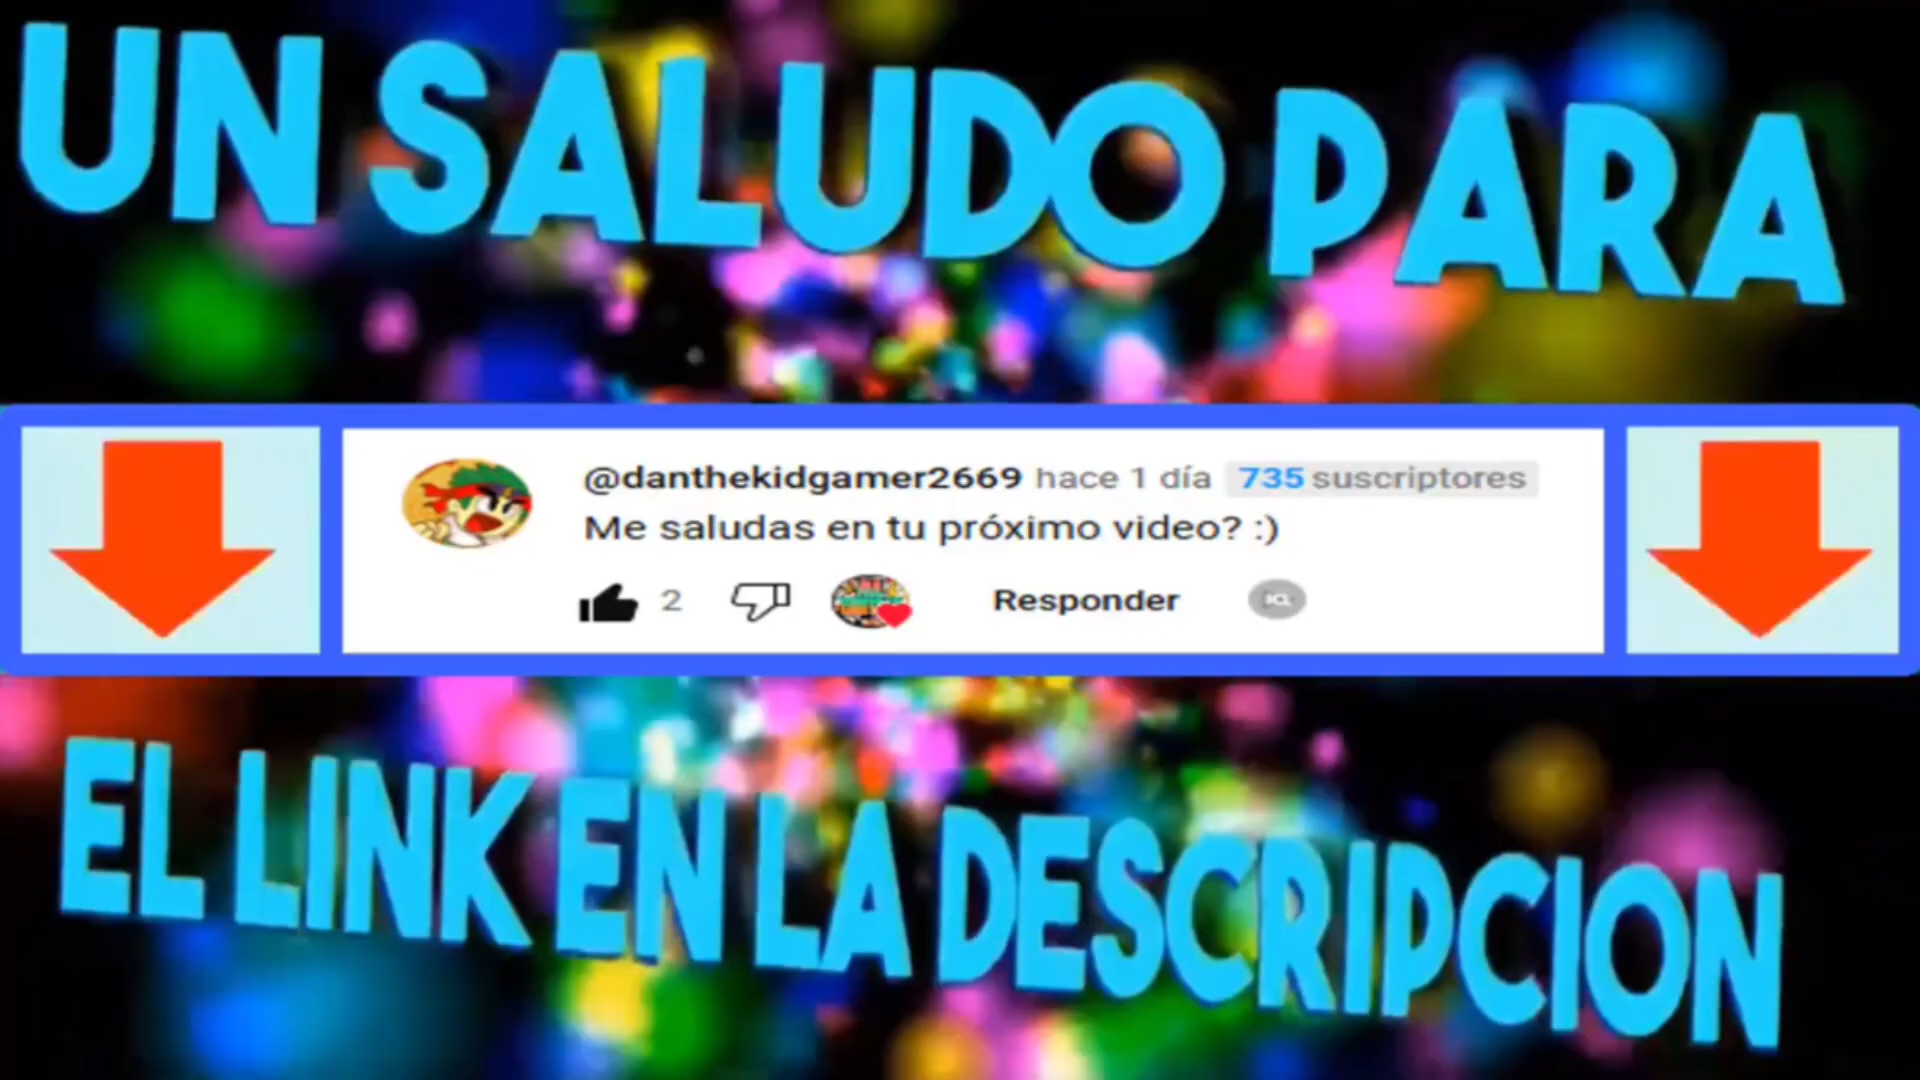 UN SALUDO PARA
@danthekidgamer2669 hace 1 día 735 suscriptores
Me saludas en tu próximo video? :)
2 Responder
EL LINK EN LA DESCRIPCION